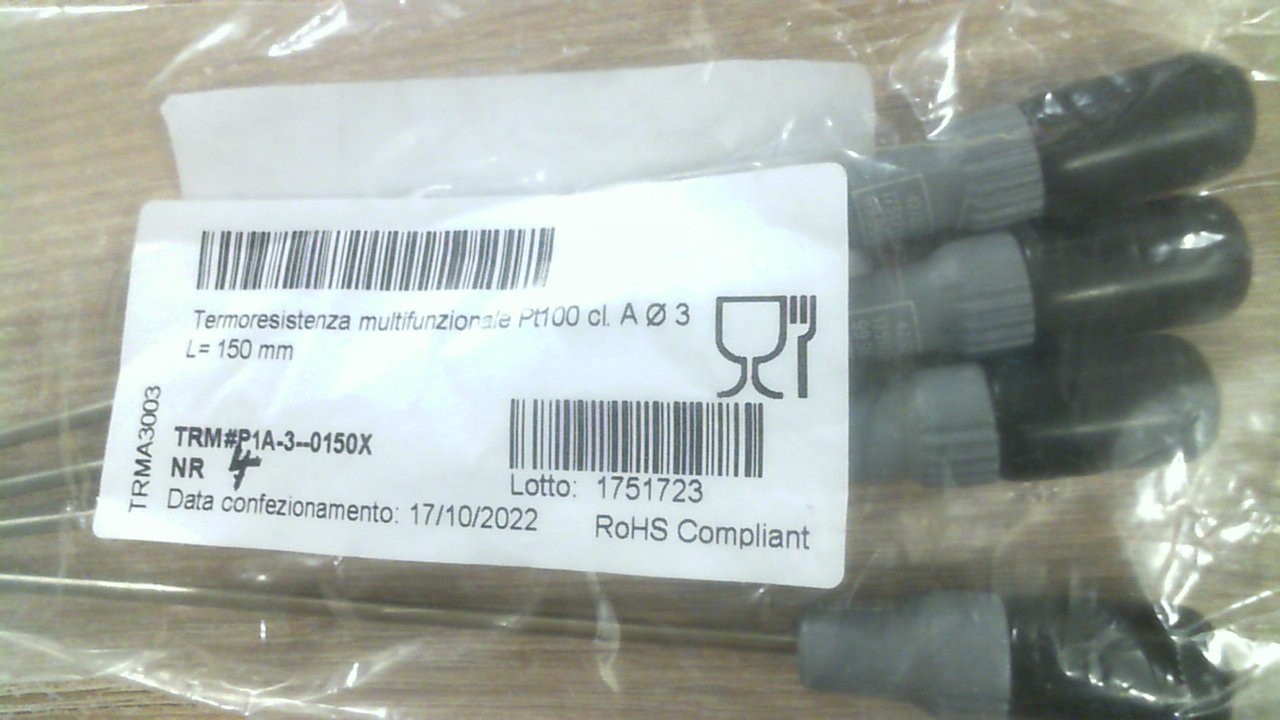 Termoresistenza multifunzionale Pt100 cl. A Ø 3
L= 150 mm
TRMA3003
TRM#P1A-3--0150X
NR 4
Lotto: 1751723
Data confezionamento: 17/10/2022
RoHS Compliant